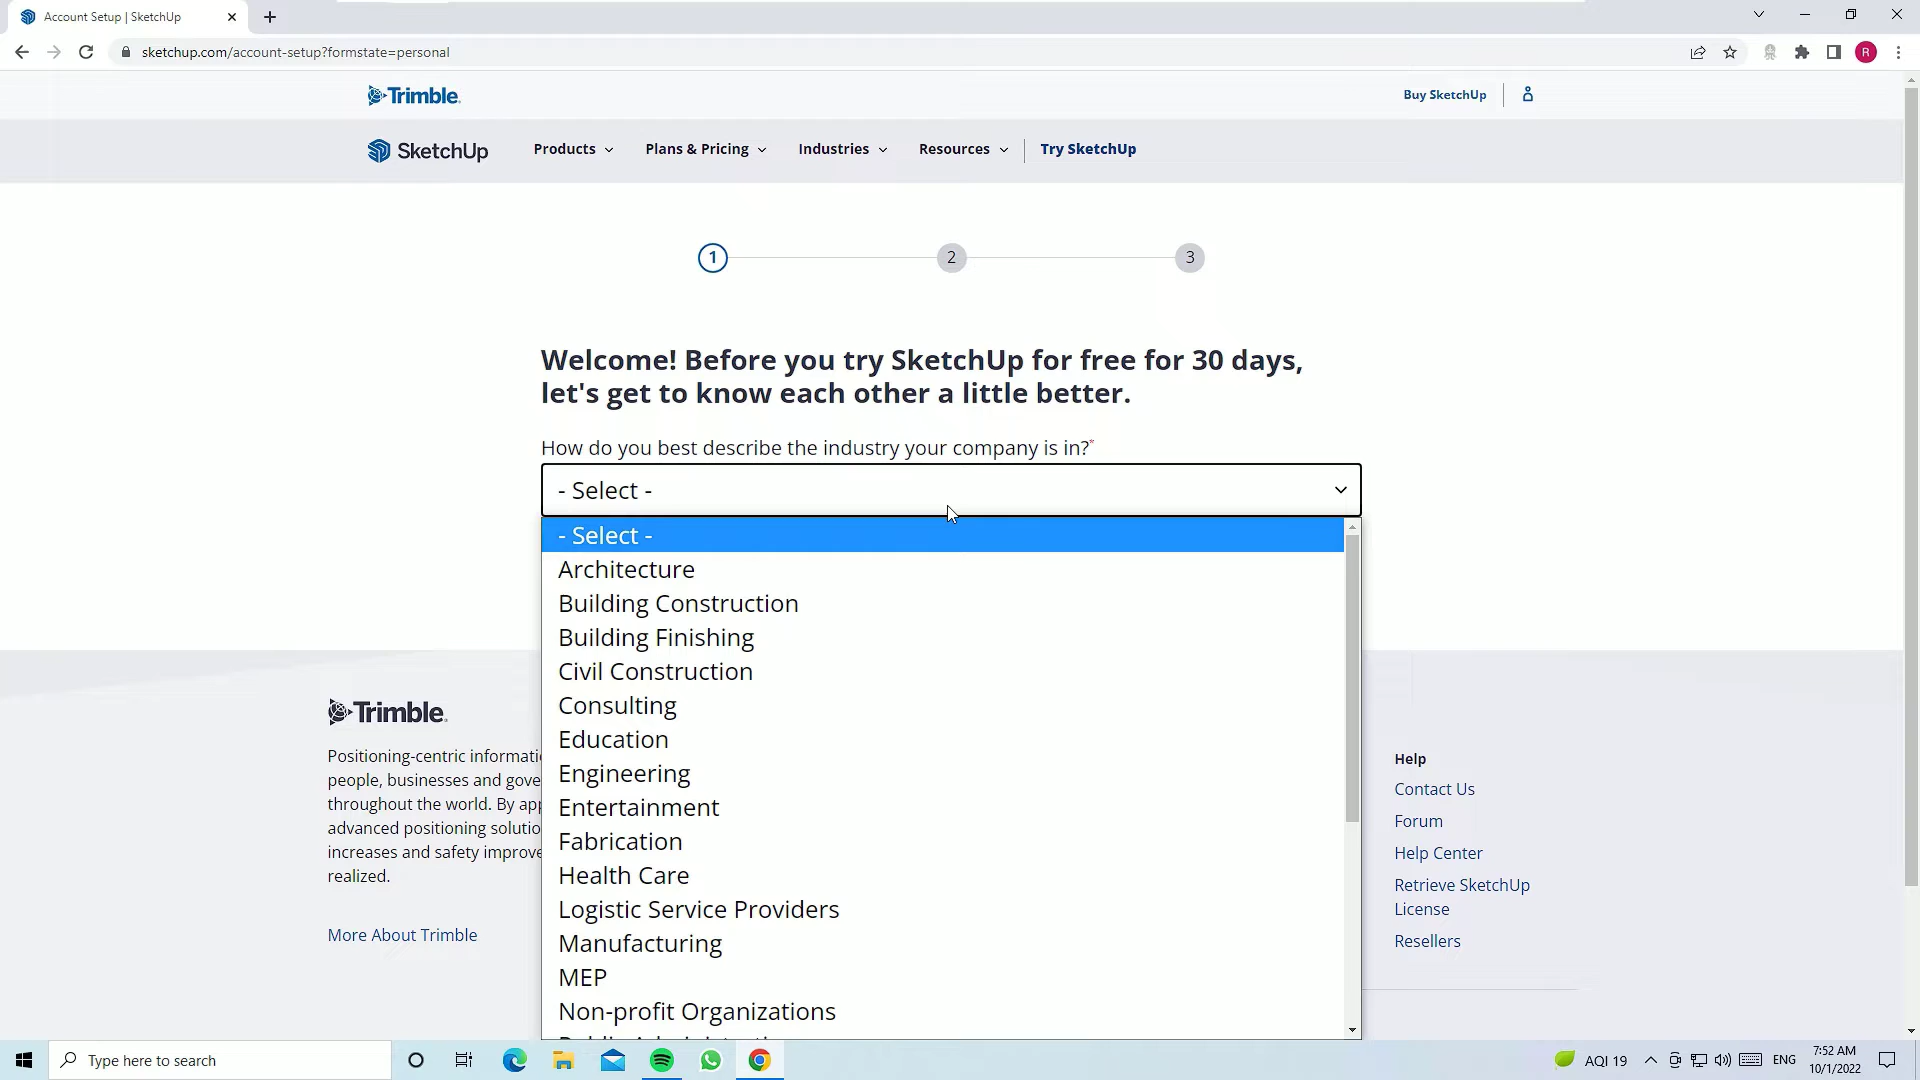 Account Setup | SketchUp
sketchup.com/account-setup?formstate=personal
R
Trimble
Buy SketchUp
SketchUp
Products
Plans & Pricing
Industries
Resources
Try SketchUp
1
2
3
Welcome! Before you try SketchUp for free for 30 days,
let's get to know each other a little better.
How do you best describe the industry your company is in?*
- Select -
- Select -
Architecture
Building Construction
Building Finishing
Civil Construction
Consulting
Education
Engineering
Entertainment
Fabrication
Health Care
Logistic Service Providers
Manufacturing
MEP
Non-profit Organizations
Trimble
Positioning-centric
people, businesses and
throughout the world. By
advanced positioning
increases and safety
realized.
More About Trimble
Help
Contact Us
Forum
Help Center
Retrieve SketchUp
License
Resellers
Type here to search
AQI 19
ENG
7:52 AM
10/1/2022